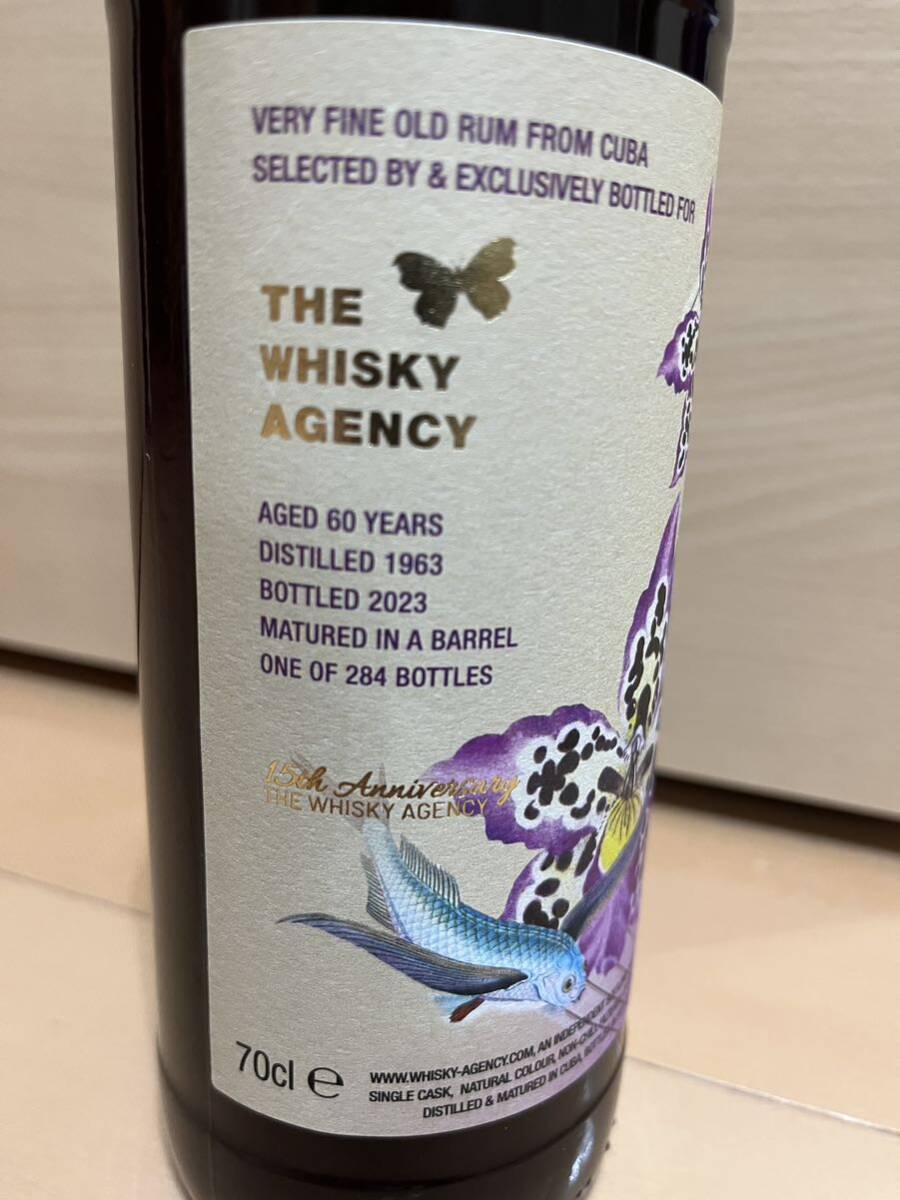 VERY FINE OLD RUM FROM CUBA
SELECTED BY & EXCLUSIVELY BOTTLED FOR
THE
WHISKY
AGENCY
AGED 60 YEARS
DISTILLED 1963
BOTTLED 2023
MATURED IN A BARREL
ONE OF 284 BOTTLES
15th Anniversary
THE WHISKY AGENCY
70cl e
WWW.WHISKY-AGENCY.COM, AN INDEPENDENT
SINGLE CASK, NATURAL COLOUR, NON-CHILL
DISTILLED & MATURED IN CUBA, BOTTLED